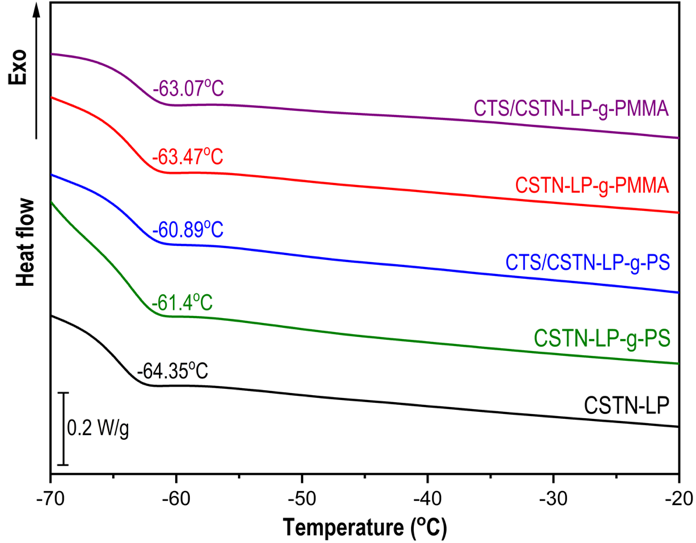 Exo
Heat flow
-63.07°C
CTS/CSTN-LP-g-PMMA
-63.47°C
CSTN-LP-g-PMMA
-60.89°C
CTS/CSTN-LP-g-PS
-61.4°C
CSTN-LP-g-PS
-64.35°C
CSTN-LP
0.2 W/g
-70 -60 -50 -40 -30 -20
Temperature (°C)